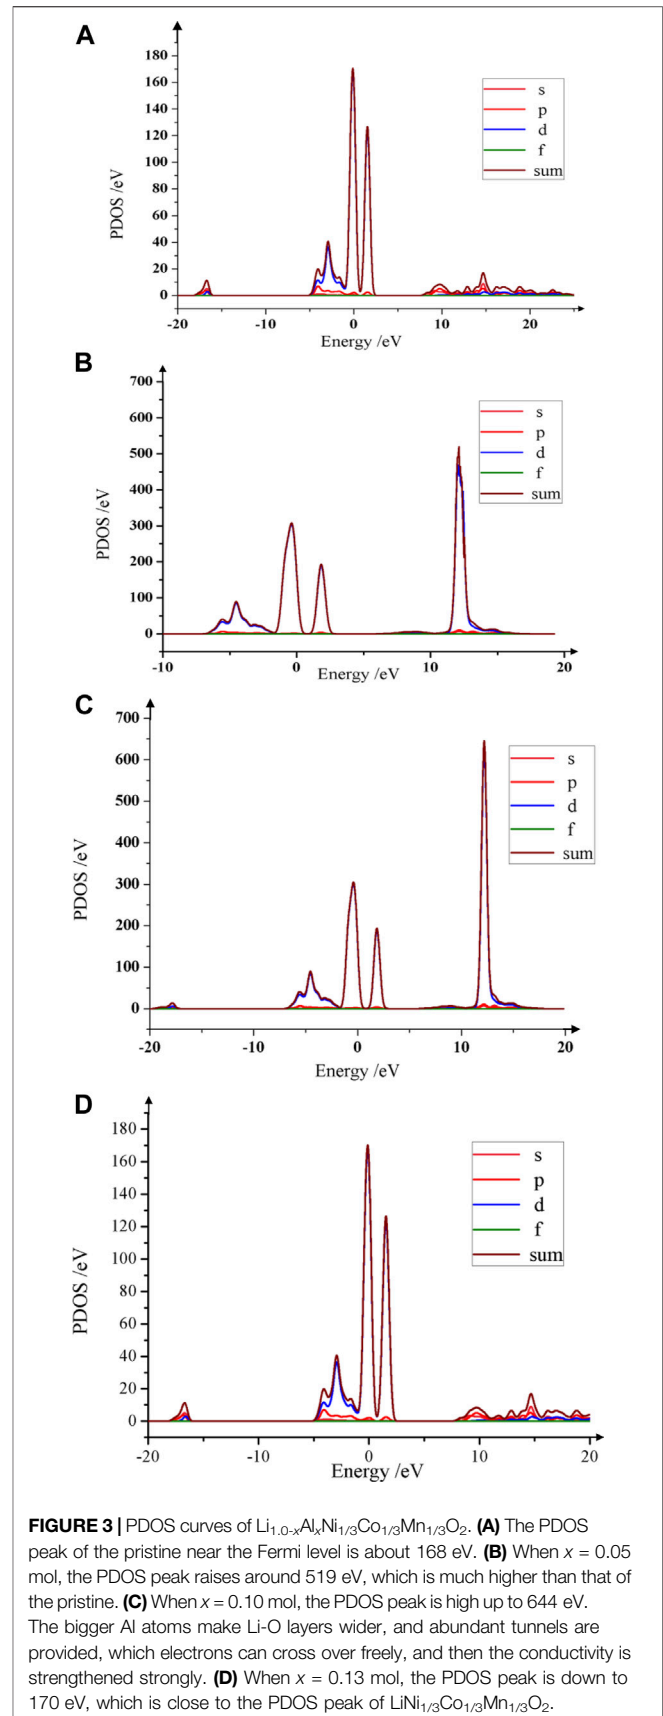 A
180
160
140
120
100
80
60
40
20
0
PDOS /eV
s
p
d
f
sum
-20 -10 0 10 20
Energy /eV
B
700
600
500
400
300
200
100
0
PDOS /eV
s
p
d
f
sum
-10 0 10 20
Energy /eV
C
700
600
500
400
300
200
100
0
PDOS /eV
s
p
d
f
sum
-20 -10 0 10 20
Energy /eV
D
180
160
140
120
100
80
60
40
20
0
PDOS /eV
s
p
d
f
sum
-20 -10 0 10 20
Energy /eV
FIGURE 3 | PDOS curves of Li1.0-xAlxNi1/3Co1/3Mn1/3O2. (A) The PDOS
peak of the pristine near the Fermi level is about 168 eV. (B) When x = 0.05
mol, the PDOS peak raises around 519 eV, which is much higher than that of
the pristine. (C) When x = 0.10 mol, the PDOS peak is high up to 644 eV.
The bigger Al atoms make Li-O layers wider, and abundant tunnels are
provided, which electrons can cross over freely, and then the conductivity is
strengthened strongly. (D) When x = 0.13 mol, the PDOS peak is down to
170 eV, which is close to the PDOS peak of LiNi1/3Co1/3Mn1/3O2.